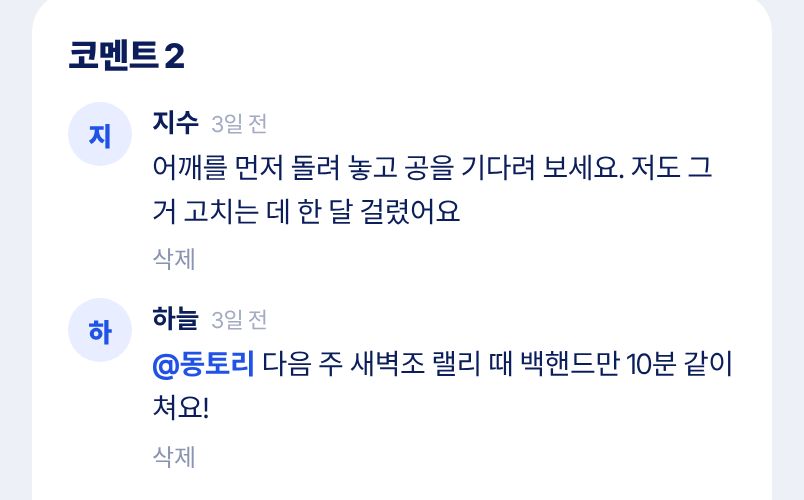 코멘트 2
지
지수 3일 전
어깨를 먼저 돌려 놓고 공을 기다려 보세요. 저도 그
거 고치는 데 한 달 걸렸어요
삭제
하
하늘 3일 전
@동토리 다음 주 새벽조 랠리 때 백핸드만 10분 같이
쳐요!
삭제